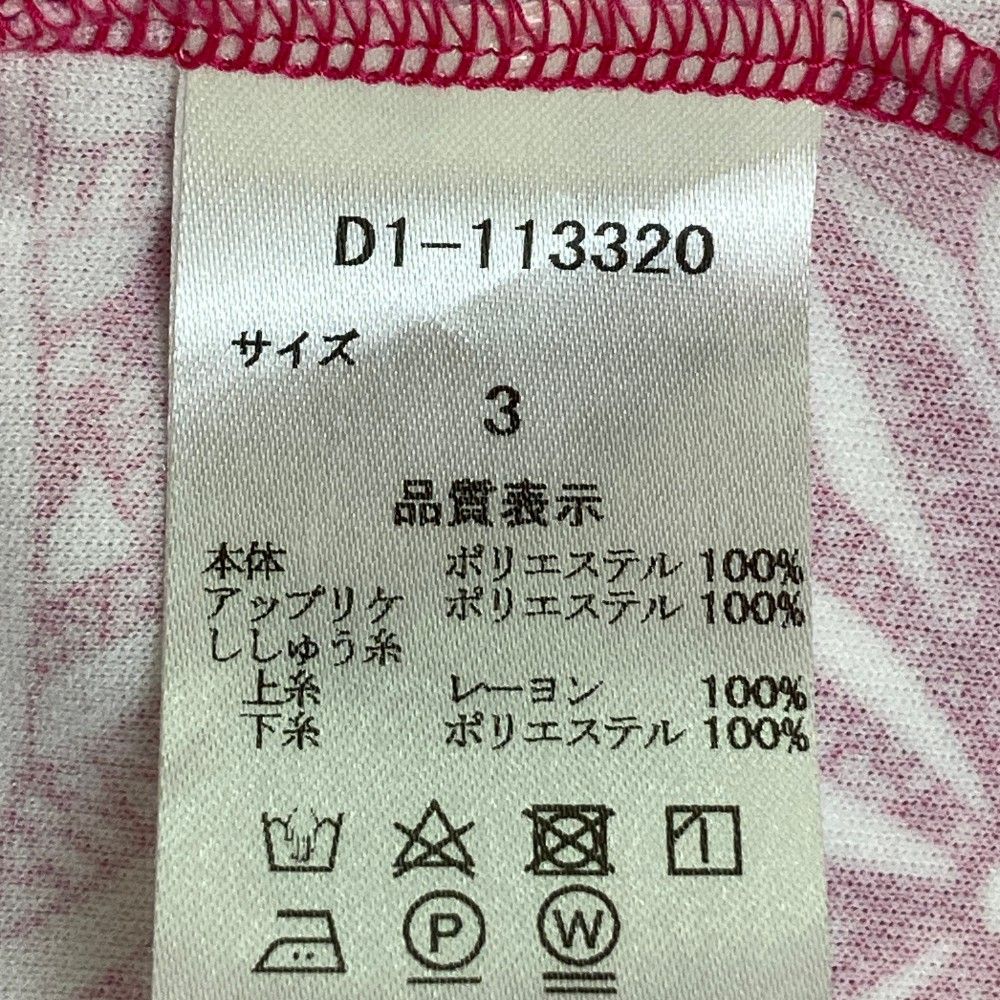 D1-113320
サイズ
3
品質表示
本体 ポリエステル 100%
アップリケ ポリエステル 100%
ししゅう糸
上糸 レーヨン 100%
下糸 ポリエステル 100%
P W